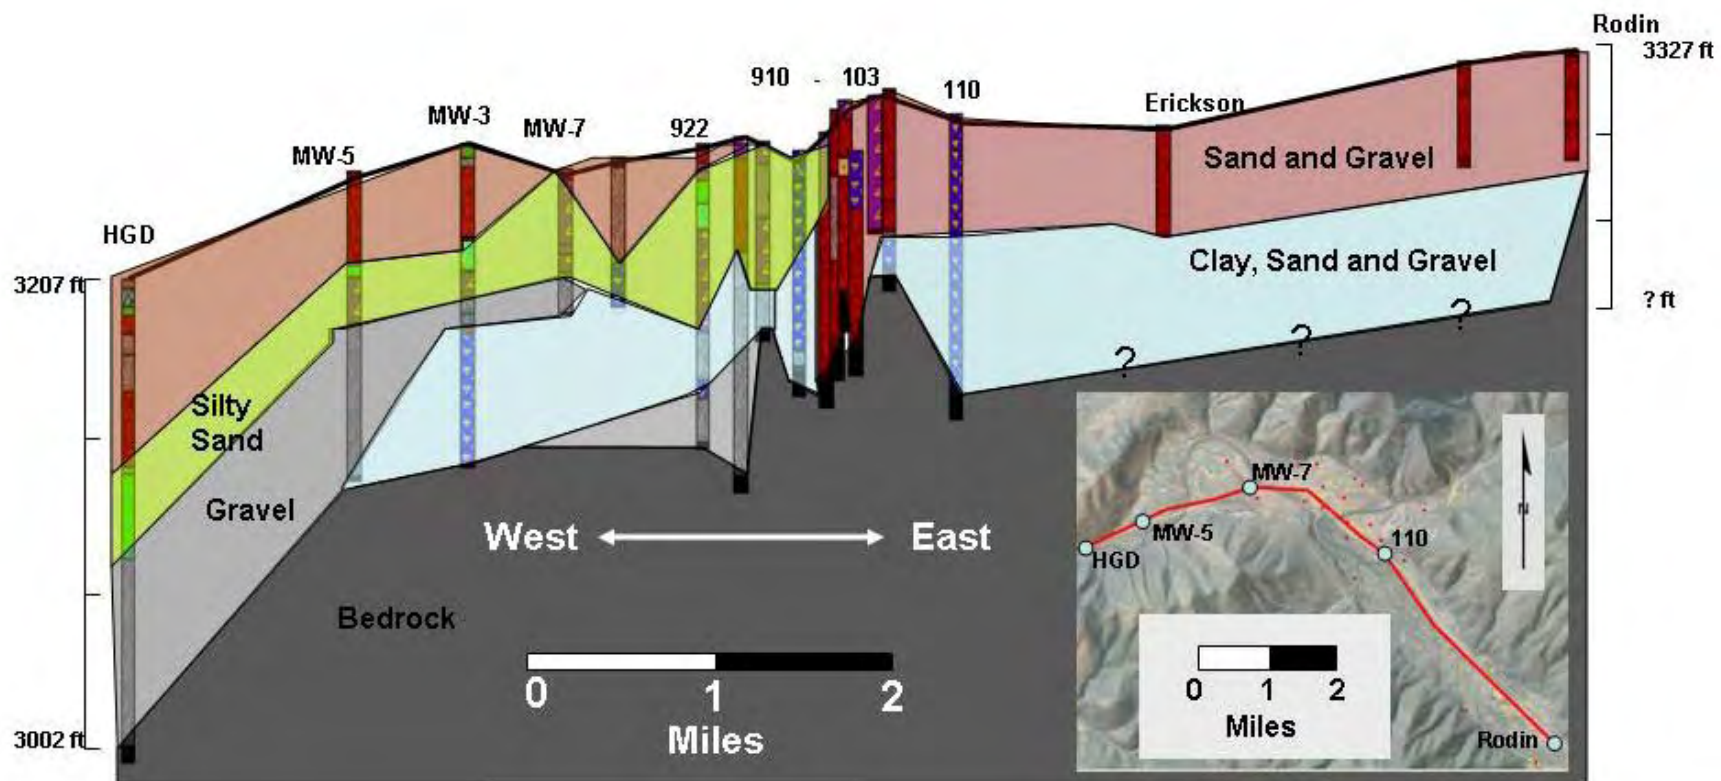 Rodin
3327 ft
910 - 103
110
MW-3
MW-7
922
Erickson
MW-5
Sand and Gravel
HGD
Clay, Sand and Gravel
3207 ft
? ft
?
?
?
Silty
Sand
Gravel
West
East
Bedrock
0
1
2
Miles
3002 ft
MW-7
N
MW-5
110
HGD
0
1
2
Miles
Rodin